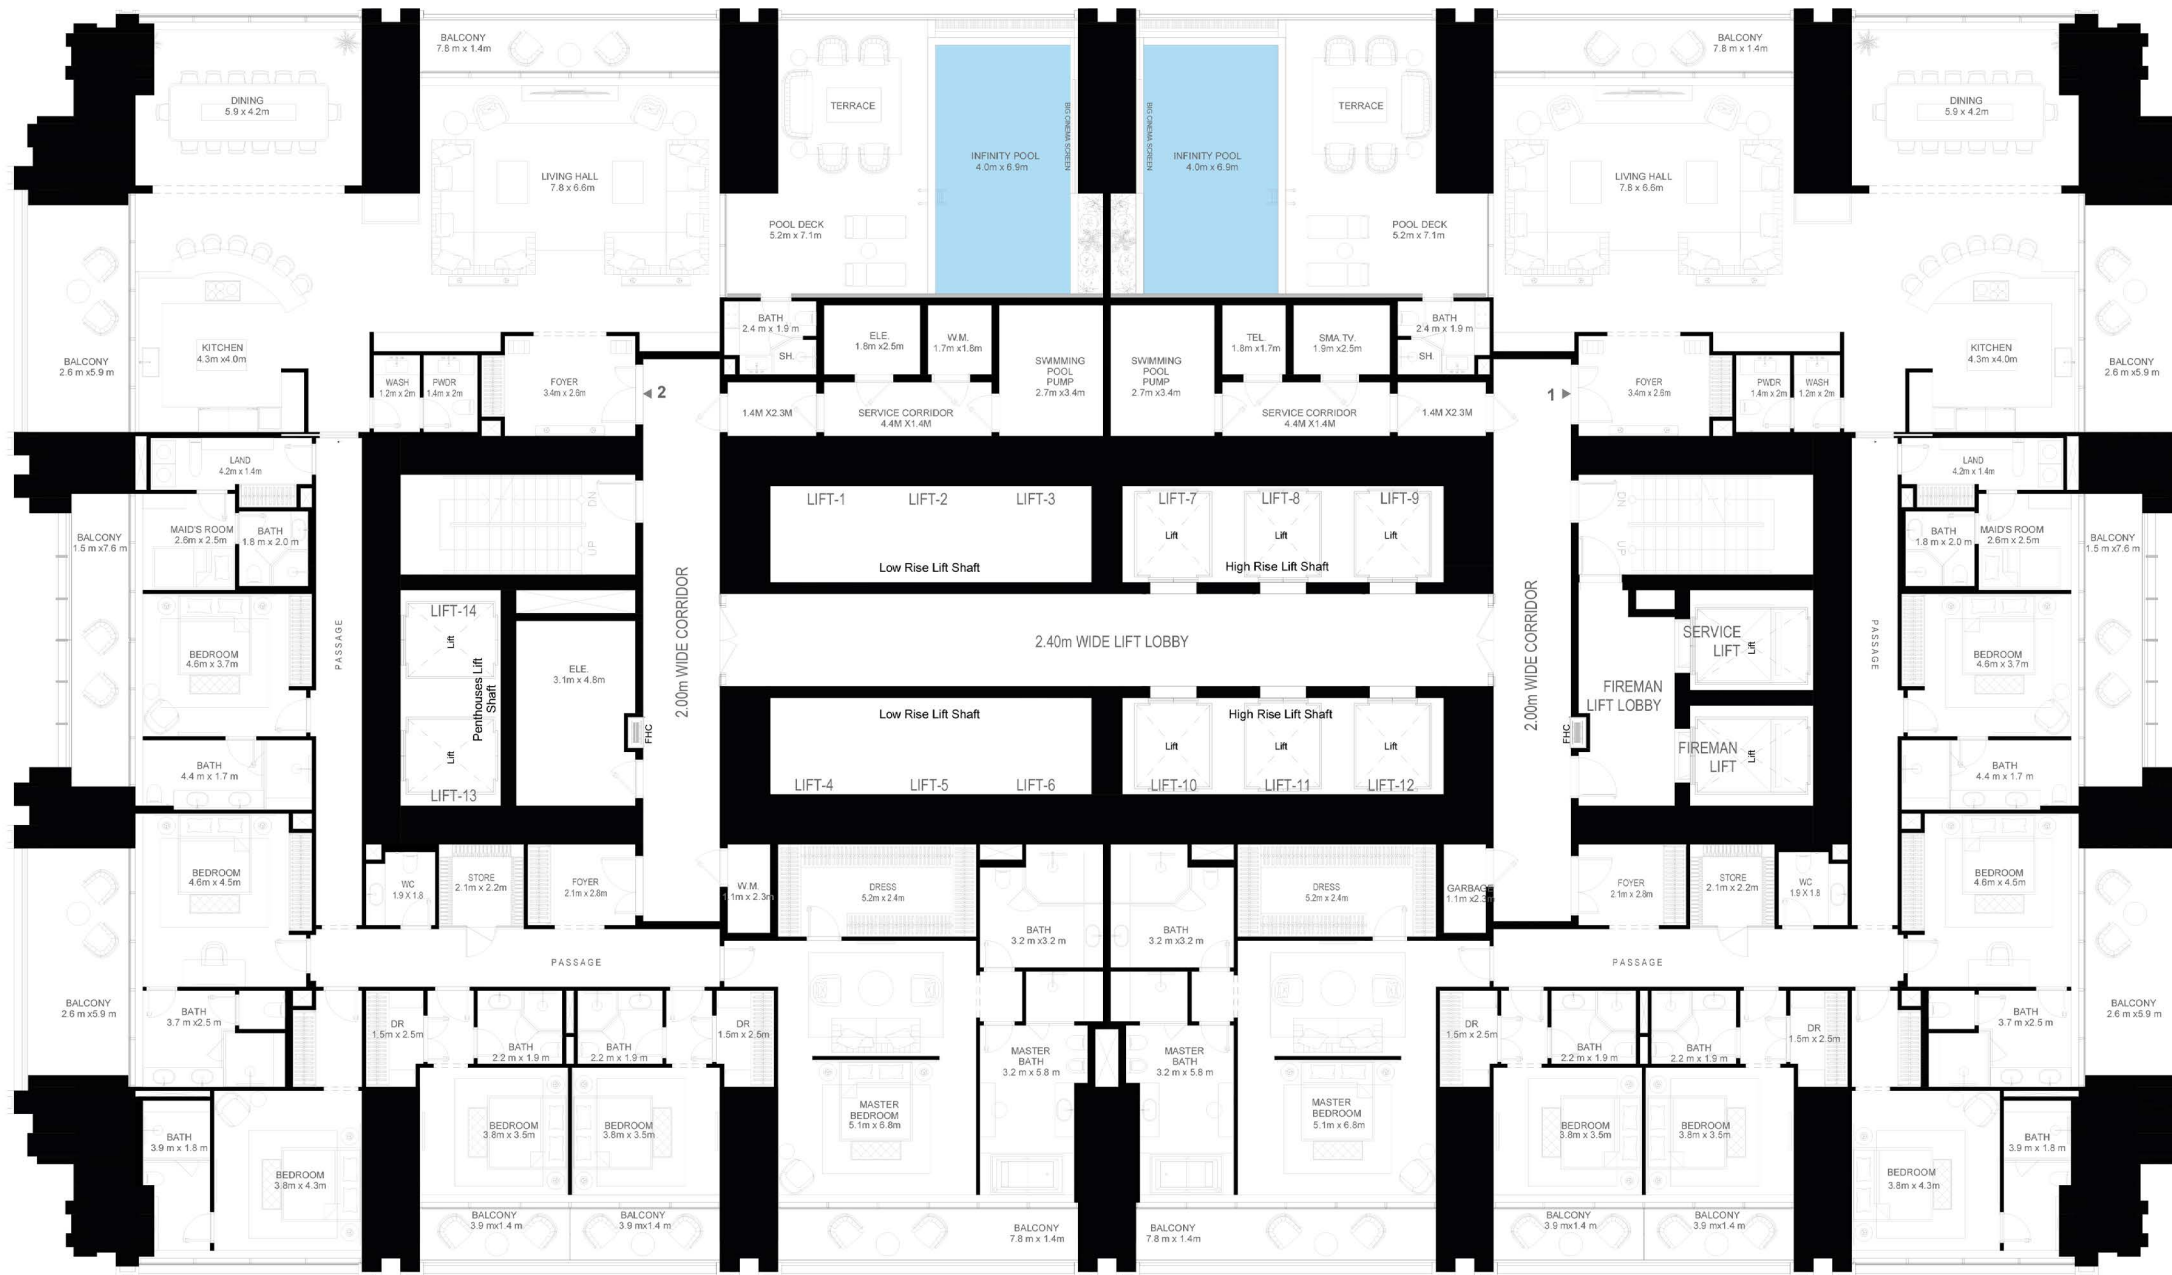 BALCONY
7.8 m x 1.4m
BALCONY
7.8 m x 1.4m
DINING
5.9 x 4.2m
TERRACE
BIG CINEMA SCREEN
BIG CINEMA SCREEN
TERRACE
DINING
5.9 x 4.2m
INFINITY POOL
4.0m x 6.9m
INFINITY POOL
4.0m x 6.9m
LIVING HALL
7.8 x 6.6m
LIVING HALL
7.8 x 6.6m
POOL DECK
5.2m x 7.1m
POOL DECK
5.2m x 7.1m
BATH
2.4 m x 1.9 m
SH.
ELE.
1.8m x2.5m
W.M.
1.7m x1.8m
SWIMMING
POOL
PUMP
2.7m x3.4m
SWIMMING
POOL
PUMP
2.7m x3.4m
TEL.
1.8m x1.7m
SMA.TV.
1.9m x2.5m
BATH
2.4 m x 1.9 m
SH.
KITCHEN
4.3m x4.0m
KITCHEN
4.3m x4.0m
BALCONY
2.6 m x5.9 m
BALCONY
2.6 m x5.9 m
WASH
1.2m x 2m
PWDR
1.4m x 2m
FOYER
3.4m x 2.6m
2
1
FOYER
3.4m x 2.6m
PWDR
1.4m x 2m
WASH
1.2m x 2m
1.4M X2.3M
SERVICE CORRIDOR
4.4M X1.4M
SERVICE CORRIDOR
4.4M X1.4M
1.4M X2.3M
LAND
4.2m x 1.4m
LAND
4.2m x 1.4m
LIFT-1
LIFT-2
LIFT-3
LIFT-7
LIFT-8
LIFT-9
Lift
Lift
Lift
Low Rise Lift Shaft
High Rise Lift Shaft
DN
UP
DN
UP
BALCONY
1.5 m x7.6 m
MAID'S ROOM
2.6m x 2.5m
BATH
1.8 m x 2.0 m
BATH
1.8 m x 2.0 m
MAID'S ROOM
2.6m x 2.5m
BALCONY
1.5 m x7.6 m
LIFT-14
Lift
Penthouses Lift
Shaft
Lift
LIFT-13
ELE.
3.1m x 4.8m
2.00m WIDE CORRIDOR
2.40m WIDE LIFT LOBBY
2.00m WIDE CORRIDOR
SERVICE
LIFT
Lift
FIREMAN
LIFT LOBBY
FIREMAN
LIFT
Lift
PASSAGE
PASSAGE
BEDROOM
4.6m x 3.7m
BEDROOM
4.6m x 3.7m
FHC
FHC
Low Rise Lift Shaft
High Rise Lift Shaft
Lift
Lift
Lift
LIFT-4
LIFT-5
LIFT-6
LIFT-10
LIFT-11
LIFT-12
BATH
4.4 m x 1.7 m
BATH
4.4 m x 1.7 m
BEDROOM
4.6m x 4.5m
WC
1.9 X 1.8
STORE
2.1m x 2.2m
FOYER
2.1m x 2.8m
W.M.
1.1m x 2.3m
DRESS
5.2m x 2.4m
DRESS
5.2m x 2.4m
GARBAGE
1.1m x2.3m
FOYER
2.1m x 2.8m
STORE
2.1m x 2.2m
WC
1.9 X 1.8
BEDROOM
4.6m x 4.5m
BATH
3.2 m x3.2 m
BATH
3.2 m x3.2 m
PASSAGE
PASSAGE
BALCONY
2.6 m x5.9 m
BALCONY
2.6 m x5.9 m
BATH
3.7 m x2.5 m
DR
1.5m x 2.5m
BATH
2.2 m x 1.9 m
BATH
2.2 m x 1.9 m
DR
1.5m x 2.5m
MASTER
BATH
3.2 m x 5.8 m
MASTER
BATH
3.2 m x 5.8 m
DR
1.5m x 2.5m
BATH
2.2 m x 1.9 m
BATH
2.2 m x 1.9 m
DR
1.5m x 2.5m
BATH
3.7 m x2.5 m
MASTER
BEDROOM
5.1m x 6.8m
MASTER
BEDROOM
5.1m x 6.8m
BATH
3.9 m x 1.8 m
BEDROOM
3.8m x 4.3m
BEDROOM
3.8m x 3.5m
BEDROOM
3.8m x 3.5m
BEDROOM
3.8m x 3.5m
BEDROOM
3.8m x 3.5m
BEDROOM
3.8m x 4.3m
BATH
3.9 m x 1.8 m
BALCONY
3.9 mx1.4 m
BALCONY
3.9 mx1.4 m
BALCONY
7.8 m x 1.4m
BALCONY
7.8 m x 1.4m
BALCONY
3.9 mx1.4 m
BALCONY
3.9 mx1.4 m